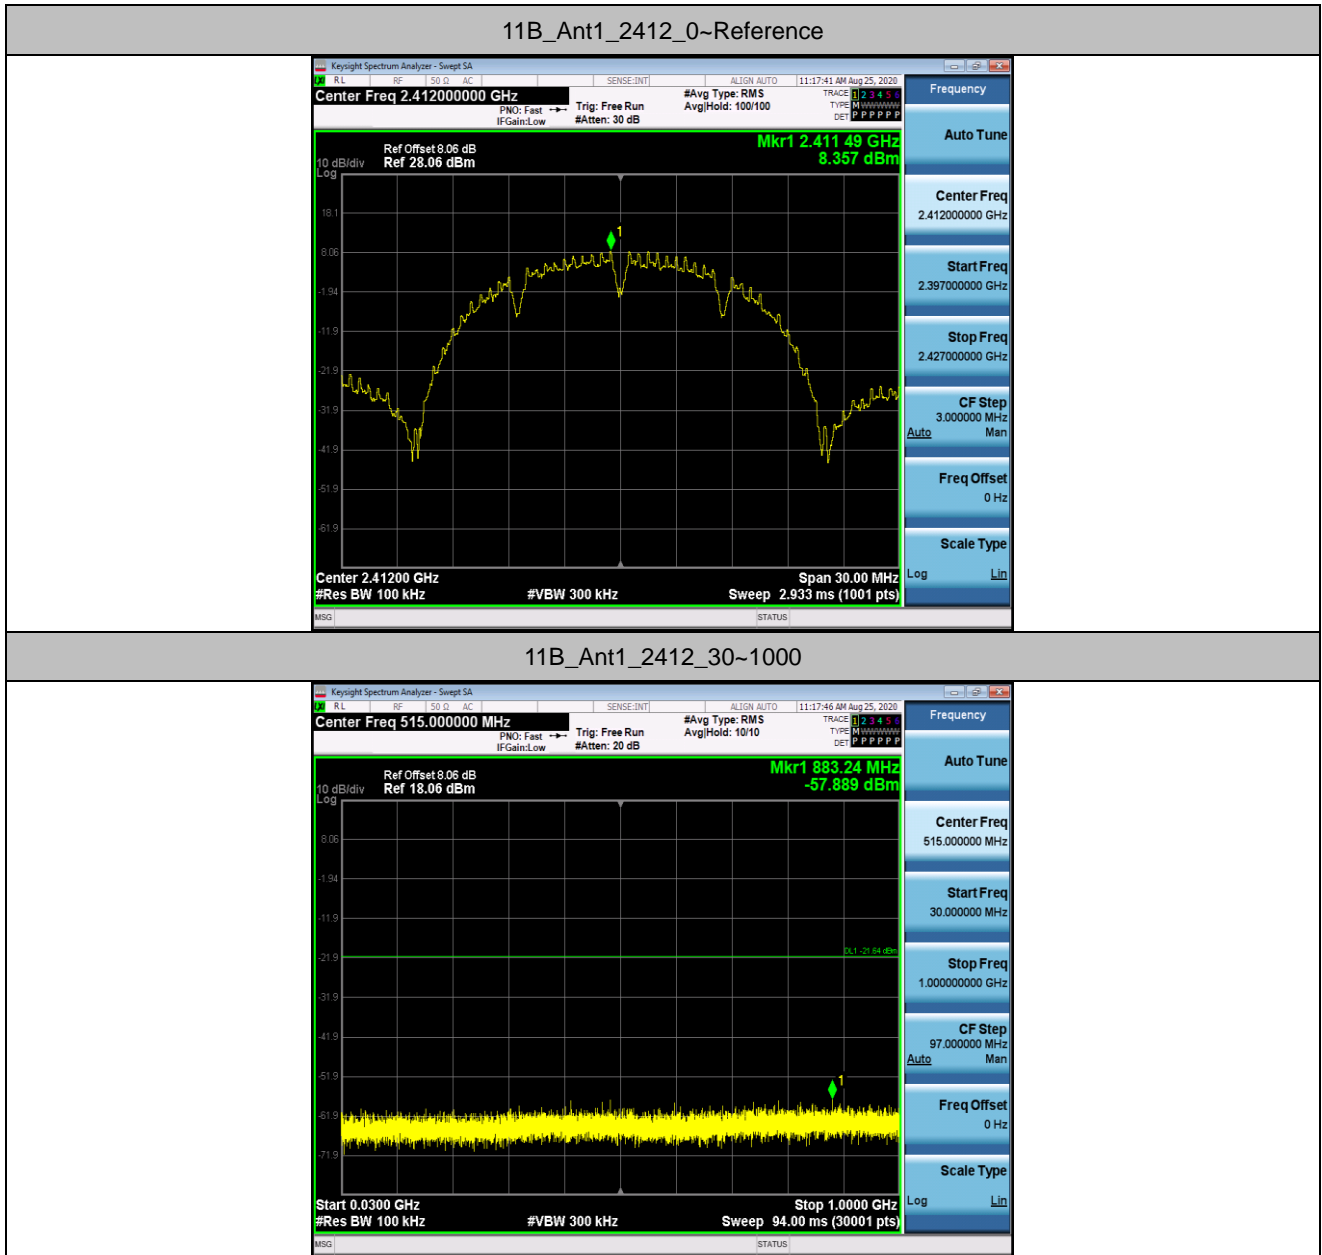 11B_Ant1_2412_0~Reference
Keysight Spectrum Analyzer - Swept SA
RL RF 50 Ω AC SENSE:INT ALIGN AUTO 11:17:41 AM Aug 25, 2020
Center Freq 2.412000000 GHz
PNO: Fast
IFGain:Low
Trig: Free Run
#Atten: 30 dB
#Avg Type: RMS
Avg|Hold: 100/100
TRACE 1 2 3 4 5 6
TYPE M WWWWW
DET P P P P P P
Frequency
Mkr1 2.411 49 GHz
8.357 dBm
Ref Offset 8.06 dB
10 dB/div Ref 28.06 dBm
Log
18.1
8.06
-1.94
-11.9
-21.9
-31.9
-41.9
-51.9
-61.9
1
Center 2.41200 GHz
Span 30.00 MHz
#Res BW 100 kHz
#VBW 300 kHz
Sweep 2.933 ms (1001 pts)
MSG
STATUS
Auto Tune
Center Freq
2.412000000 GHz
Start Freq
2.397000000 GHz
Stop Freq
2.427000000 GHz
CF Step
3.000000 MHz
Auto Man
Freq Offset
0 Hz
Scale Type
Log Lin
11B_Ant1_2412_30~1000
Keysight Spectrum Analyzer - Swept SA
RL RF 50 Ω AC SENSE:INT ALIGN AUTO 11:17:46 AM Aug 25, 2020
Center Freq 515.000000 MHz
PNO: Fast
IFGain:Low
Trig: Free Run
#Atten: 20 dB
#Avg Type: RMS
Avg|Hold: 10/10
TRACE 1 2 3 4 5 6
TYPE M WWWWW
DET P P P P P P
Frequency
Mkr1 883.24 MHz
-57.889 dBm
Ref Offset 8.06 dB
10 dB/div Ref 18.06 dBm
Log
8.06
-1.94
-11.9
-21.9
-31.9
-41.9
-51.9
-61.9
-71.9
DL1 -21.64 dBm
1
Start 0.0300 GHz
Stop 1.0000 GHz
#Res BW 100 kHz
#VBW 300 kHz
Sweep 94.00 ms (30001 pts)
MSG
STATUS
Auto Tune
Center Freq
515.000000 MHz
Start Freq
30.000000 MHz
Stop Freq
1.000000000 GHz
CF Step
97.000000 MHz
Auto Man
Freq Offset
0 Hz
Scale Type
Log Lin